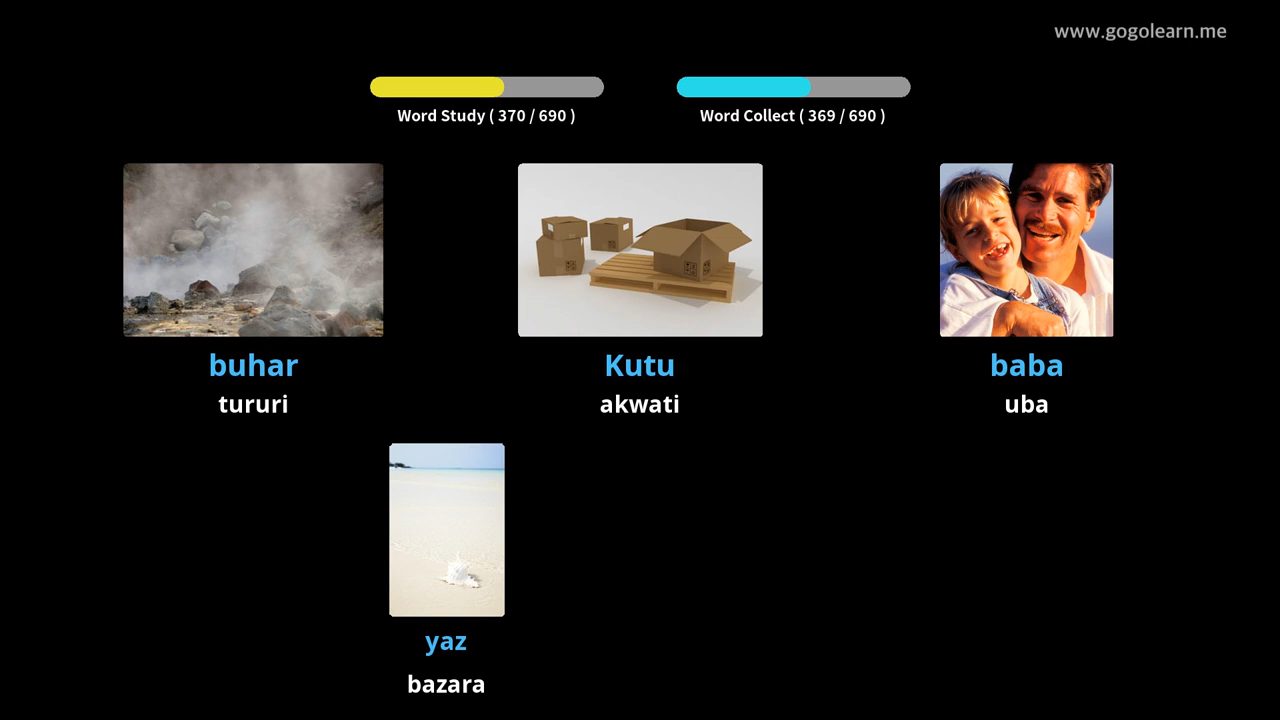 www.gogolearn.me
Word Study ( 370 / 690 )
Word Collect ( 369 / 690 )
buhar
tururi
Kutu
akwati
baba
uba
yaz
bazara